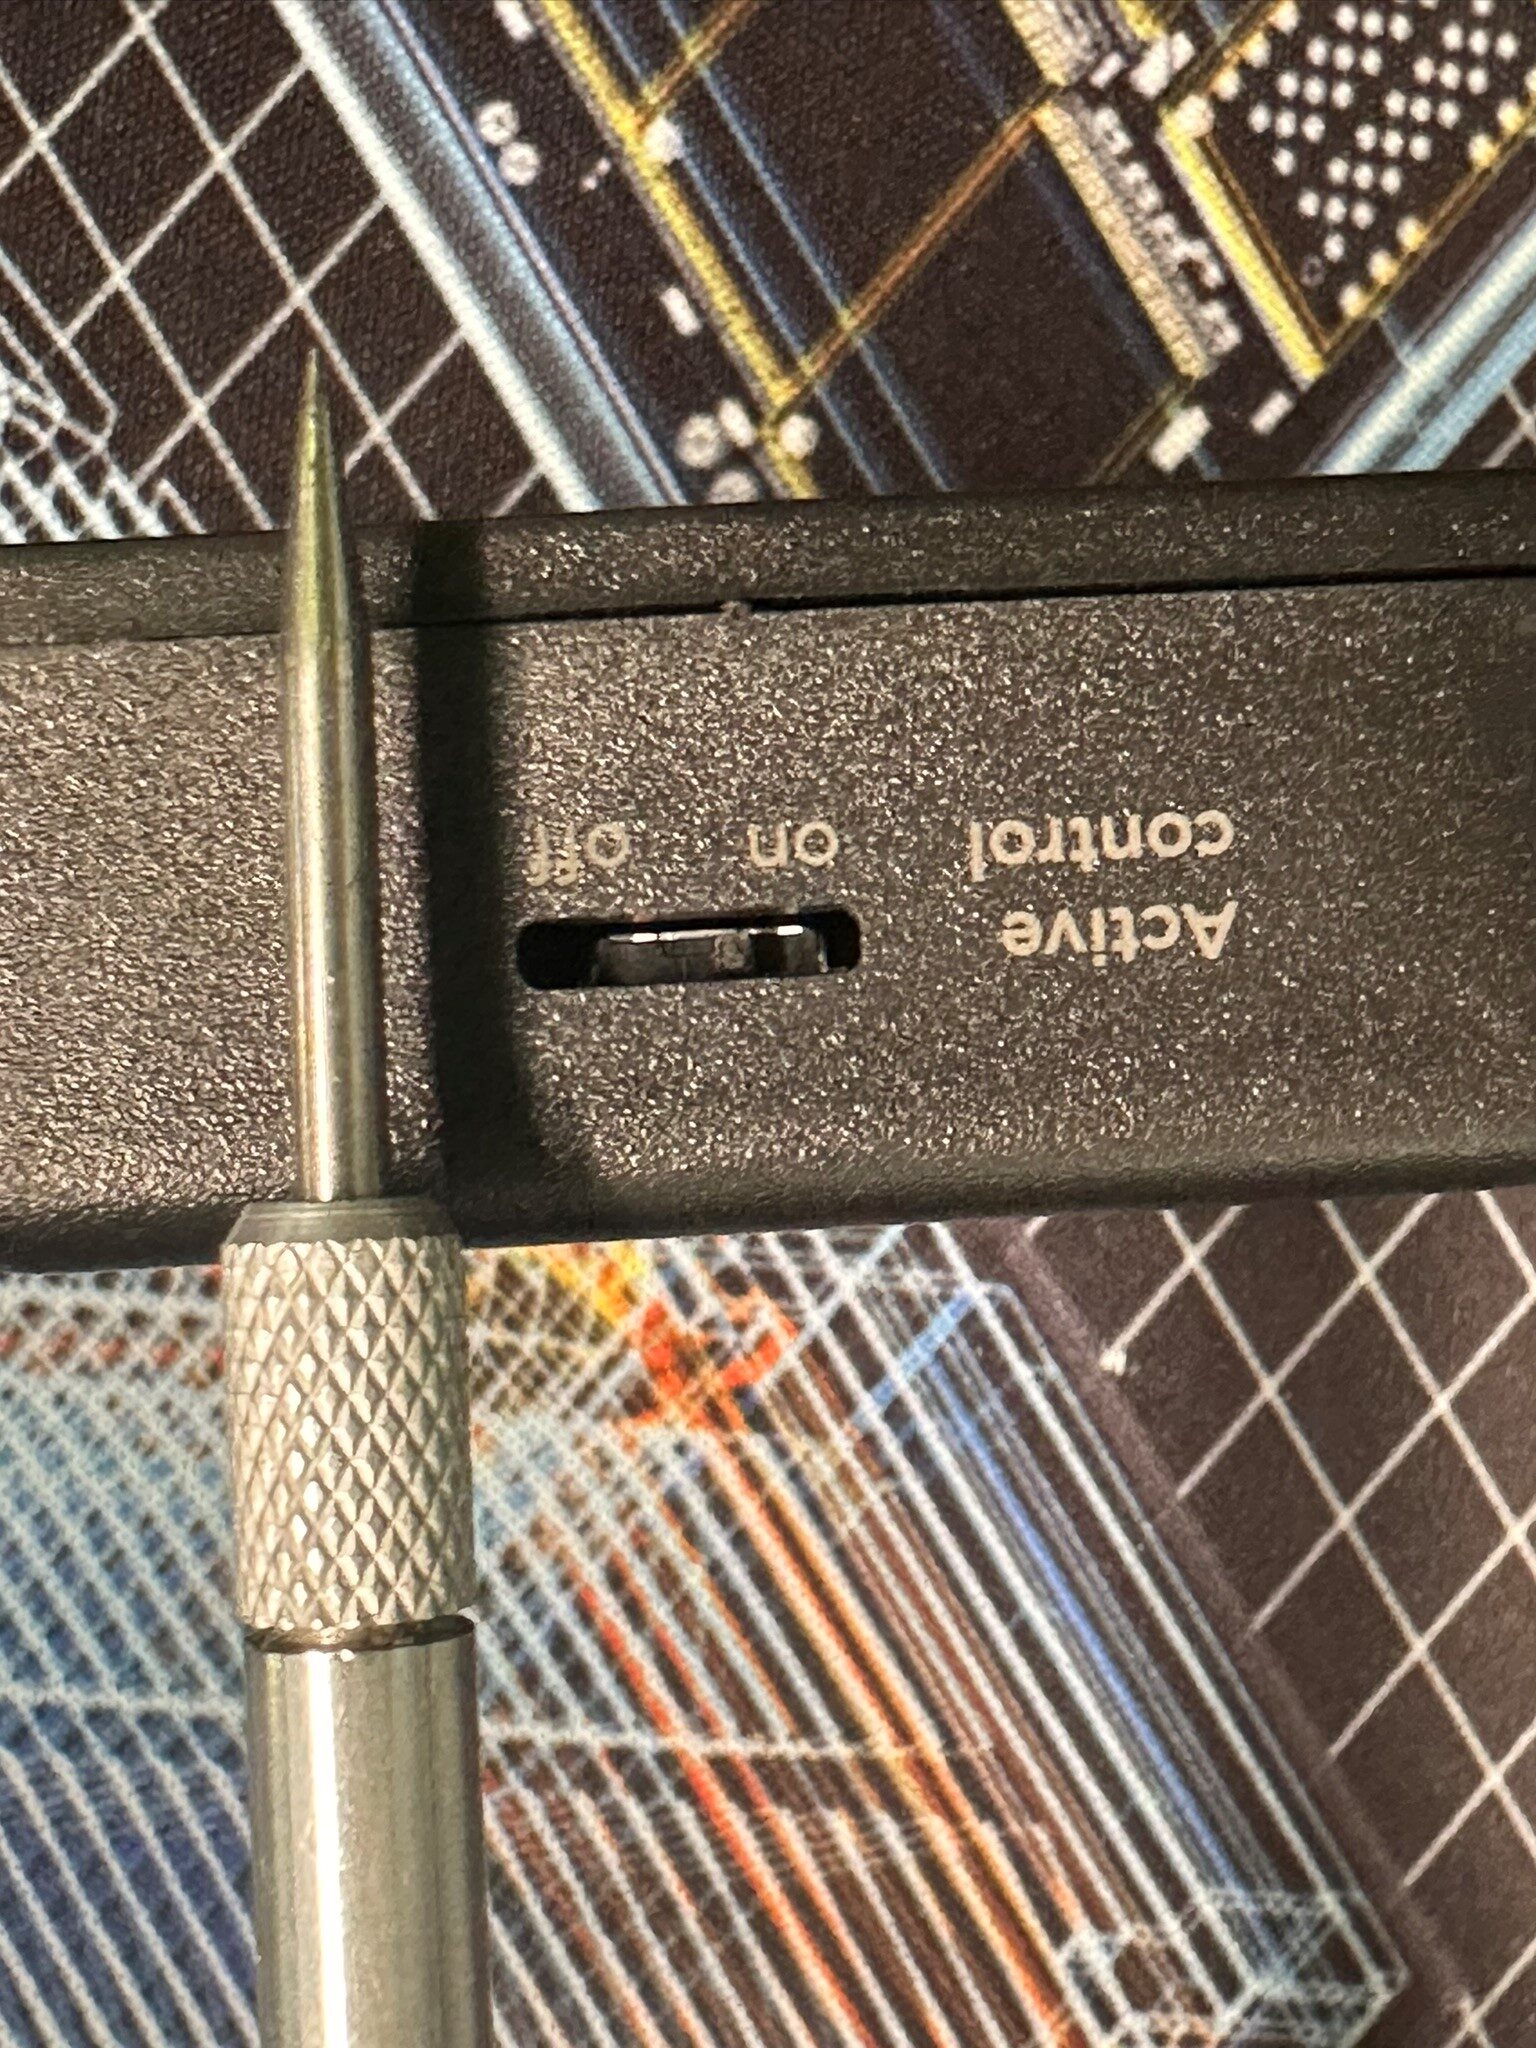 Active
control on off